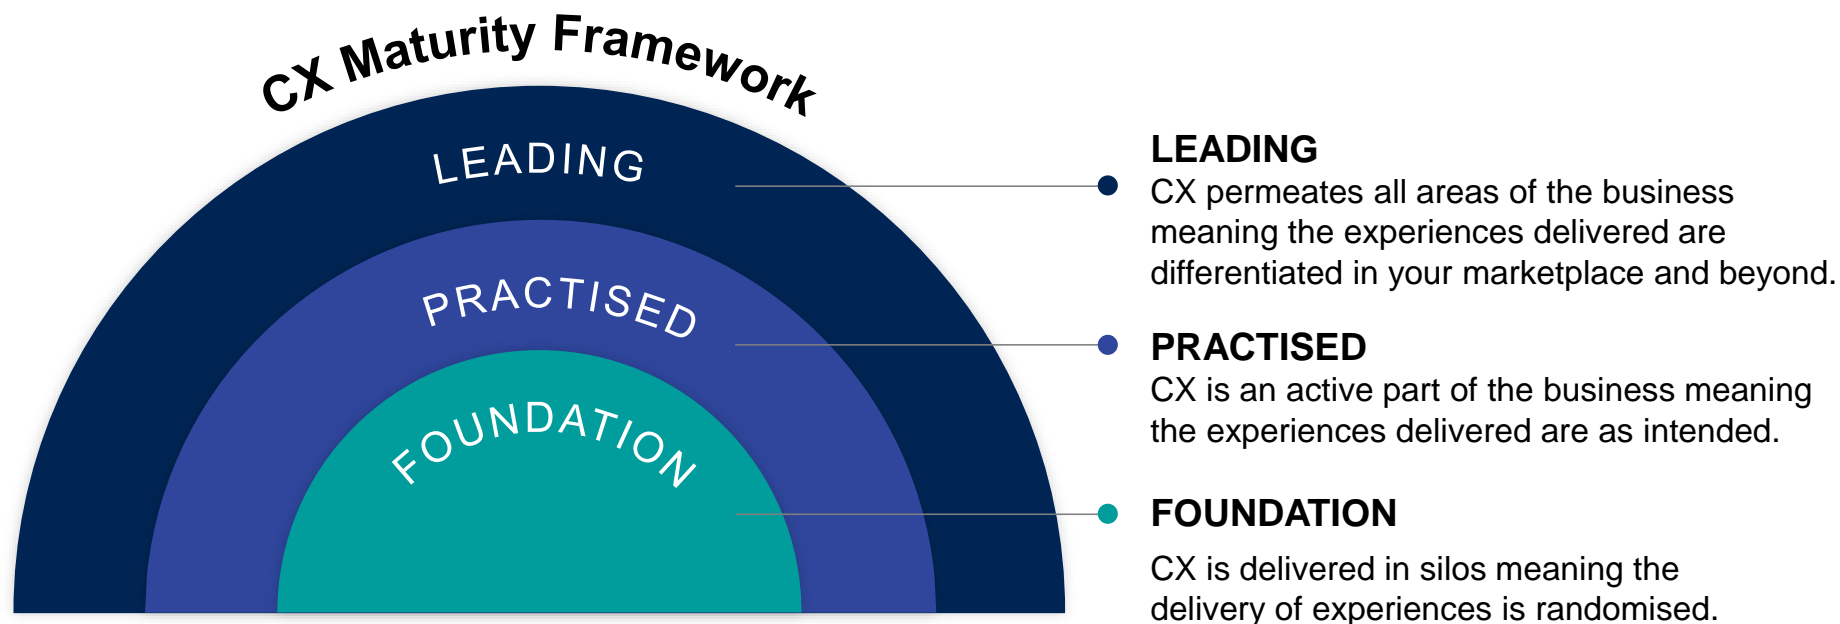 CX Maturity Framework
LEADING
PRACTISED
FOUNDATION
LEADING
CX permeates all areas of the business
meaning the experiences delivered are
differentiated in your marketplace and beyond.
PRACTISED
CX is an active part of the business meaning
the experiences delivered are as intended.
FOUNDATION
CX is delivered in silos meaning the
delivery of experiences is randomised.